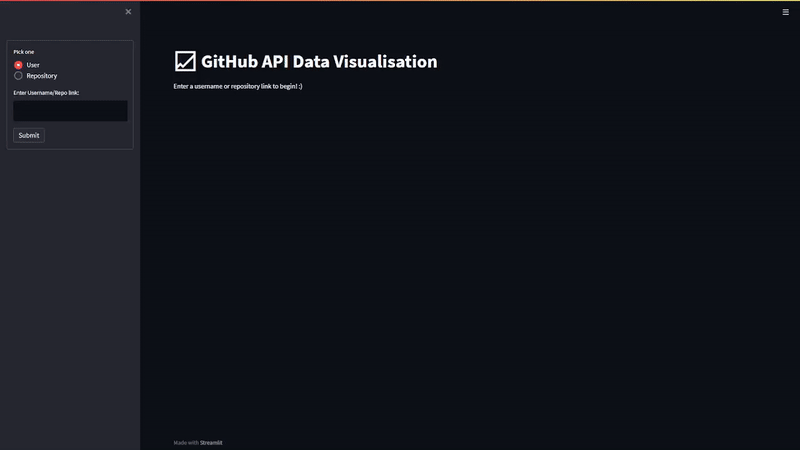 Pick one
User
Repository
Enter Username/Repo link:
Submit
GitHub API Data Visualisation
Enter a username or repository link to begin! :)
Made with Streamlit